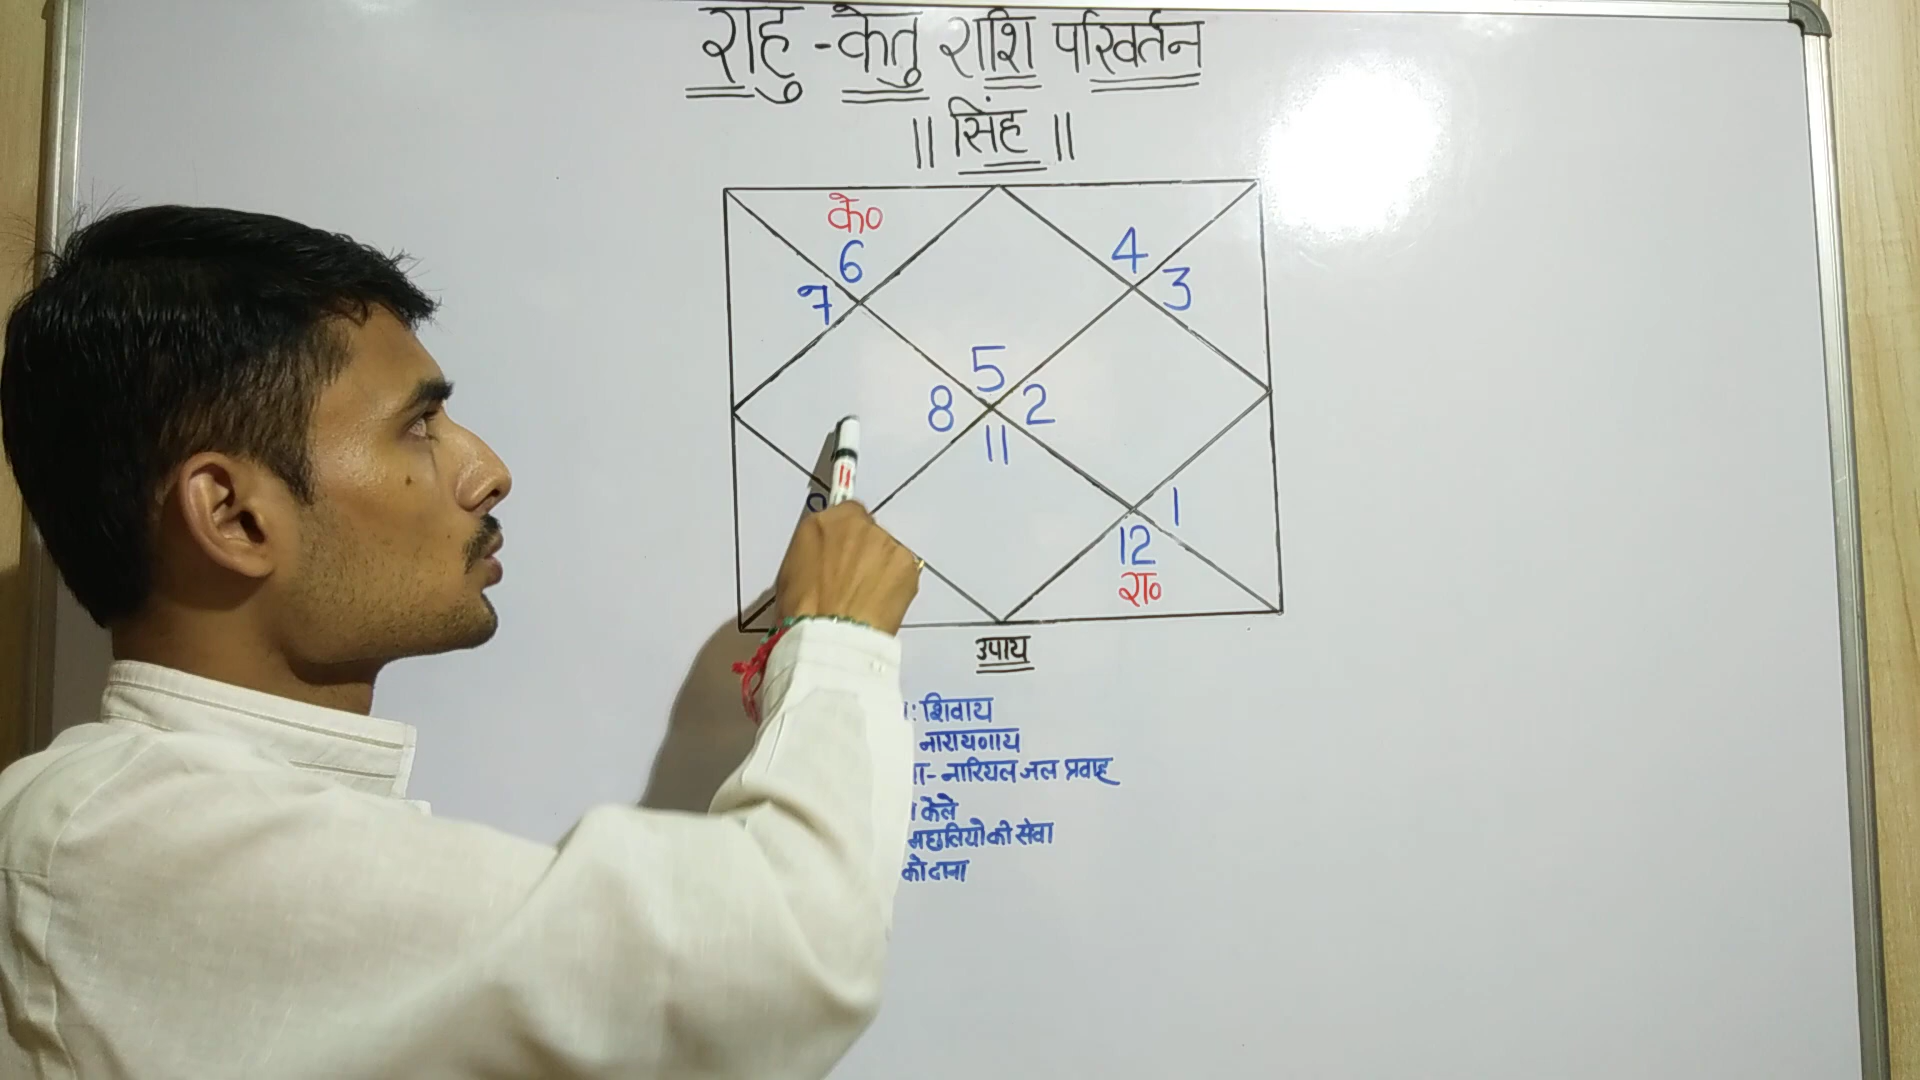 राहु - केतु राशि परिवर्तन
|| सिंह ||
के०
6
7
4
3
5
8
2
11
1
12
रा०
उपाय
शिवाय
नारायणाय
- नारियल जल प्रवाह
केले
मछलियो की सेवा
को दाना